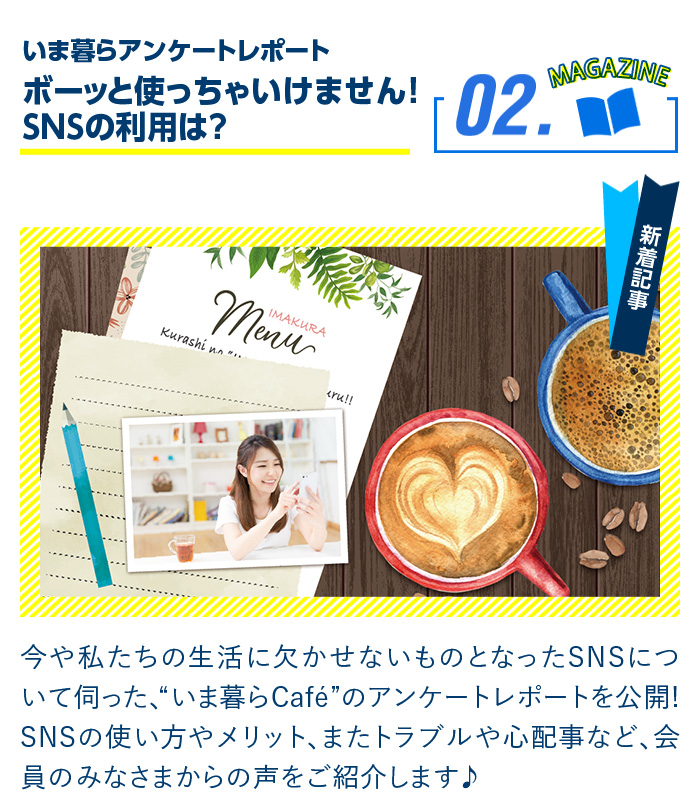 いま暮らアンケートレポート
ボーッと使っちゃいけません!
SNSの利用は?
02.
MAGAZINE
新着記事
IMAKURA
Menu
Kurashi no
uru!!
今や私たちの生活に欠かせないものとなったSNSにつ
いて伺った、“いま暮らCafé”のアンケートレポートを公開!
SNSの使い方やメリット、またトラブルや心配事など、会
員のみなさまからの声をご紹介します♪